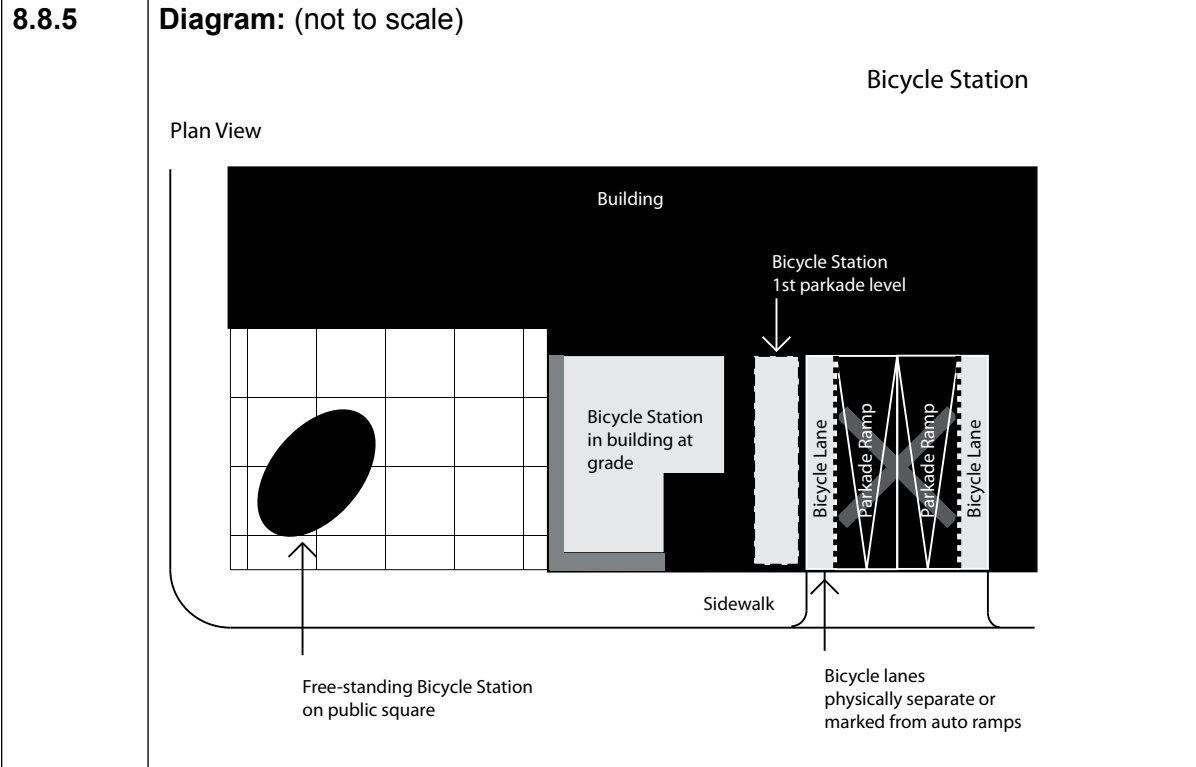 8.8.5
Diagram: (not to scale)
Bicycle Station
Plan View
Building
Bicycle Station
1st parkade level
Bicycle Station
in building at
grade
Bicycle Lane
Parkade Ramp
Parkade Ramp
Bicycle Lane
Sidewalk
Free-standing Bicycle Station
on public square
Bicycle lanes
physically separate or
marked from auto ramps